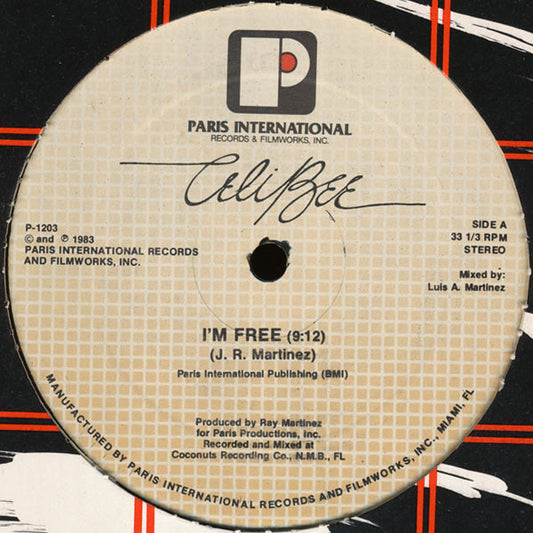 P
PARIS INTERNATIONAL
RECORDS & FILMWORKS, INC.
CeliBee
P-1203
© and ℗ 1983
PARIS INTERNATIONAL RECORDS
AND FILMWORKS, INC.
SIDE A
33 1/3 RPM
STEREO
Mixed by:
Luis A. Martinez
I'M FREE (9:12)
(J. R. Martinez)
Paris International Publishing (BMI)
Produced by Ray Martinez
for Paris Productions, Inc.
Recorded and Mixed at
Coconuts Recording Co., N.M.B., FL
MANUFACTURED BY PARIS INTERNATIONAL RECORDS AND FILMWORKS, INC., MIAMI, FL